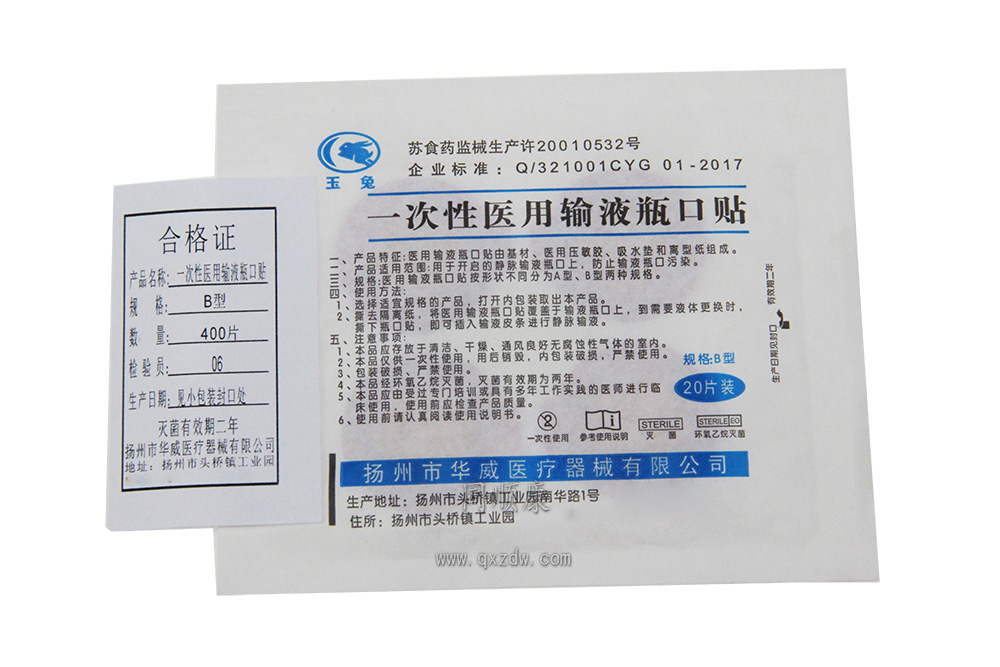 玉兔
苏食药监械生产许20010532号
企业标准：Q/321001CYG 01-2017
一次性医用输液瓶口贴
一、产品特征:医用输液瓶口贴由基材、医用压敏胶、吸水垫和离型纸组成。
二、产品适用范围:用于开启的静脉输液瓶口上，防止输液瓶口污染。
三、规格:医用输液瓶口贴按形状不同分为A型、B型两种规格。
四、使用方法:
1、选择适宜规格的产品，打开内包装取出本产品。
2、撕去隔离纸，将医用输液瓶口贴覆盖于输液瓶口上，到需要液体更换时，
撕下瓶口贴，即可插入输液皮条进行静脉输液。
五、注意事项:
1、本品应存放于清洁、干燥、通风良好无腐蚀性气体的室内。
2、本品仅供一次性使用，用后销毁，内包装破损，严禁使用。
3、包装破损、严禁使用。
4、本品经环氧乙烷灭菌，灭菌有效期为两年。
5、本品应由受过专门培训或具有多年工作实践的医师进行临
床使用，使用前应检查产品质量。
6、使用前请认真阅读使用说明书。
规格:B型
20片装
生产日期见封口 有效期二年
2
STERILE
STERILE EO
一次性使用
参考使用说明
灭菌
环氧乙烷灭菌
扬州市华威医疗器械有限公司
生产地址：扬州市头桥镇工业园南华路1号
住所：扬州市头桥镇工业园
同顺康
www.qxzdw.com
合格证
产品名称:一次性医用输液瓶口贴
规格: B型
数量: 400片
检验员: 06
生产日期:见小包装封口处
灭菌有效期二年
扬州市华威医疗器械有限公司
地址：扬州市头桥镇工业园